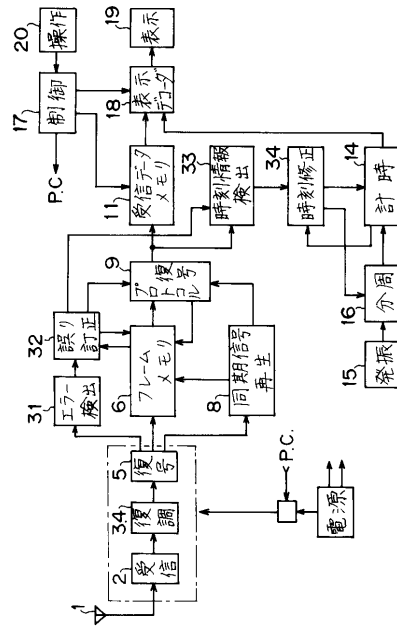 20
操作
19
表示
17
制御
18
表示
デコーダ
P.C
11
受信データ
メモリ
33
時刻情報
検出
34
時刻修正
14
時計
9
プロト復号
コル
32
誤り
訂正
31
エラー
検出
6
フレーム
メモリ
8
同期信号
再生
16
分周
15
発振
5
復号
3,4
復調
2
受信
1
P.C.
電源